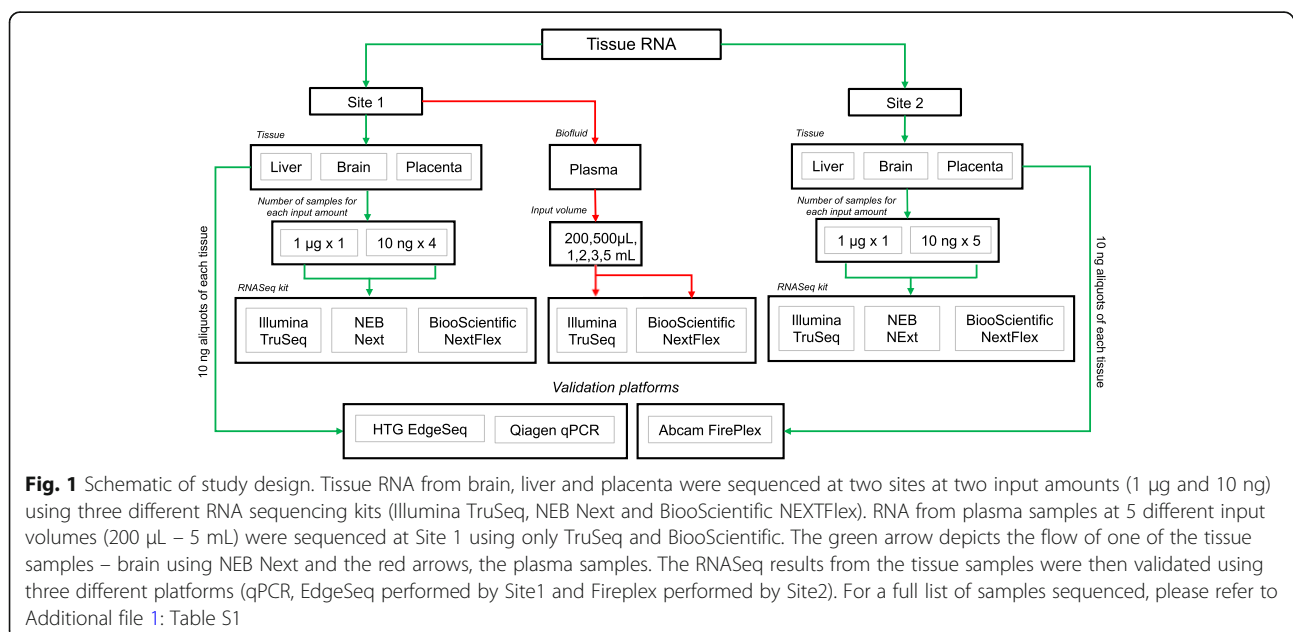 Tissue RNA
Site 1
Site 2
Tissue
Biofluid
Tissue
Liver
Brain
Placenta
Plasma
Liver
Brain
Placenta
Number of samples for
each input amount
Input volume
Number of samples for
each input amount
1 µg x 1
10 ng x 4
200,500µL,
1,2,3,5 mL
1 µg x 1
10 ng x 5
10 ng aliquots of each tissue
10 ng aliquots of each tissue
RNASeq kit
RNASeq kit
Illumina
TruSeq
NEB
Next
BiooScientific
NextFlex
Illumina
TruSeq
BiooScientific
NextFlex
Illumina
TruSeq
NEB
NExt
BiooScientific
NextFlex
Validation platforms
HTG EdgeSeq
Qiagen qPCR
Abcam FirePlex
Fig. 1 Schematic of study design. Tissue RNA from brain, liver and placenta were sequenced at two sites at two input amounts (1 µg and 10 ng)
using three different RNA sequencing kits (Illumina TruSeq, NEB Next and BiooScientific NEXTFlex). RNA from plasma samples at 5 different input
volumes (200 µL – 5 mL) were sequenced at Site 1 using only TruSeq and BiooScientific. The green arrow depicts the flow of one of the tissue
samples – brain using NEB Next and the red arrows, the plasma samples. The RNASeq results from the tissue samples were then validated using
three different platforms (qPCR, EdgeSeq performed by Site1 and Fireplex performed by Site2). For a full list of samples sequenced, please refer to
Additional file 1: Table S1